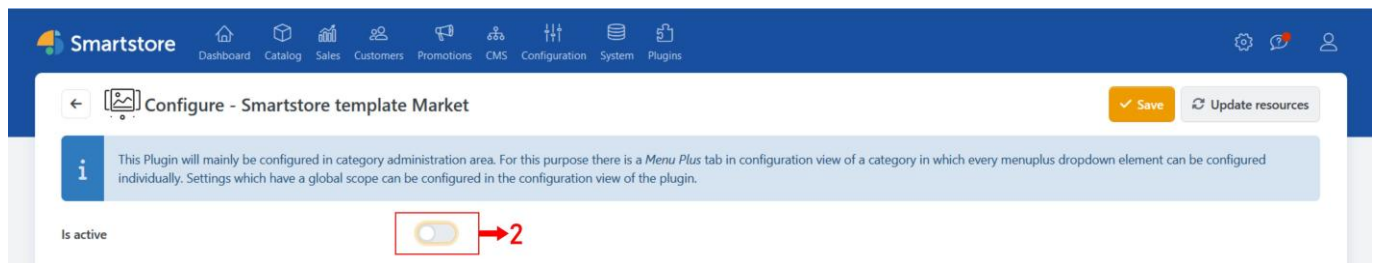 Smartstore
Dashboard Catalog Sales Customers Promotions CMS Configuration System Plugins
Configure - Smartstore template Market
Save
Update resources
i
This Plugin will mainly be configured in category administration area. For this purpose there is a Menu Plus tab in configuration view of a category in which every menuplus dropdown element can be configured
individually. Settings which have a global scope can be configured in the configuration view of the plugin.
Is active
2